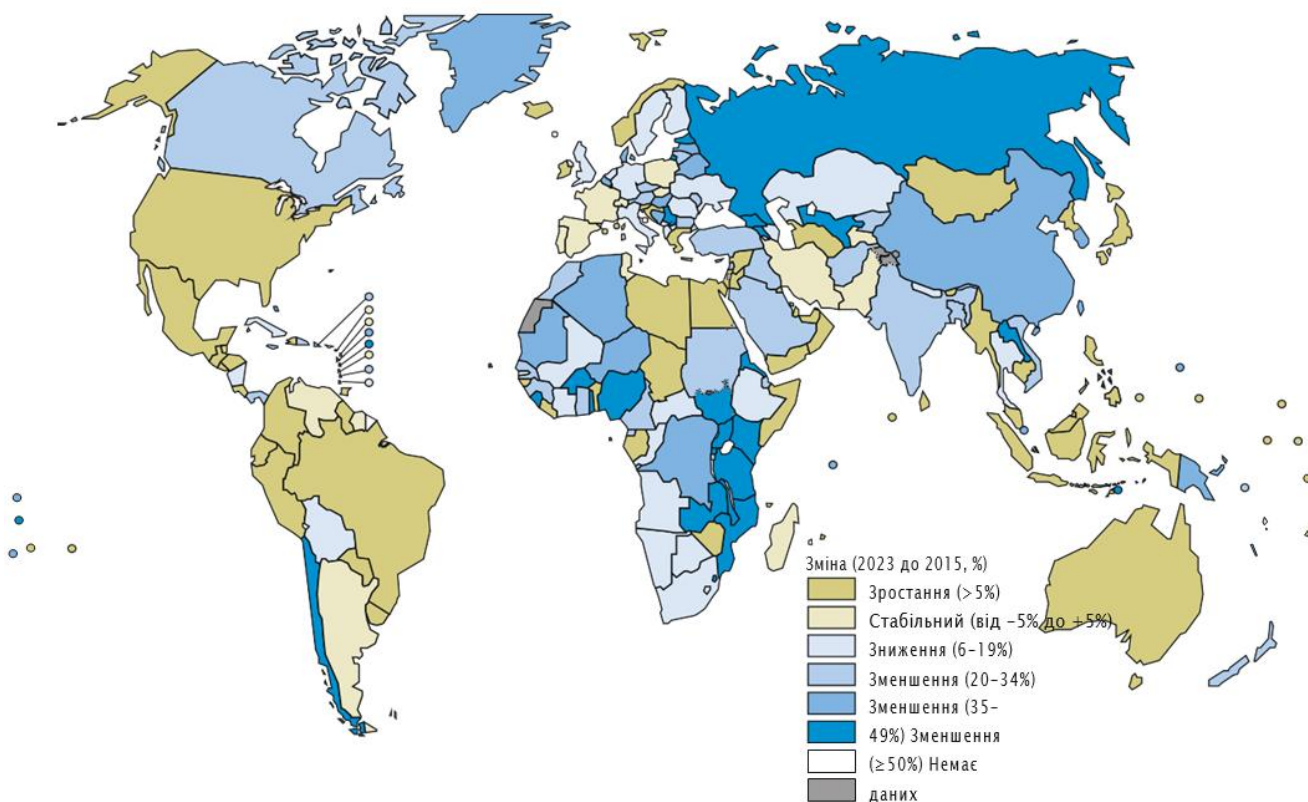 Зміна (2023 до 2015, %)
Зростання (>5%)
Стабільний (від –5% до +5%)
Зниження (6–19%)
Зменшення (20–34%)
Зменшення (35–
49%) Зменшення
(≥50%) Немає
даних